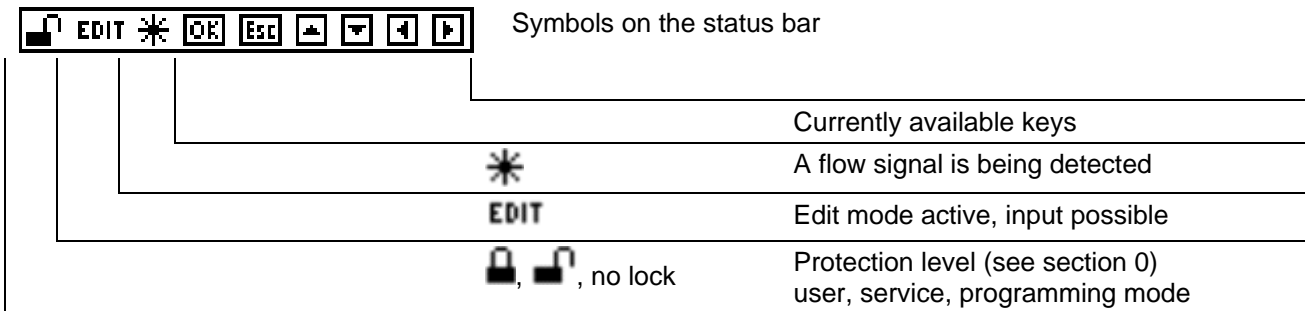 EDIT OK Esc
Symbols on the status bar
Currently available keys
A flow signal is being detected
EDIT
Edit mode active, input possible
, , no lock
Protection level (see section 0)
user, service, programming mode